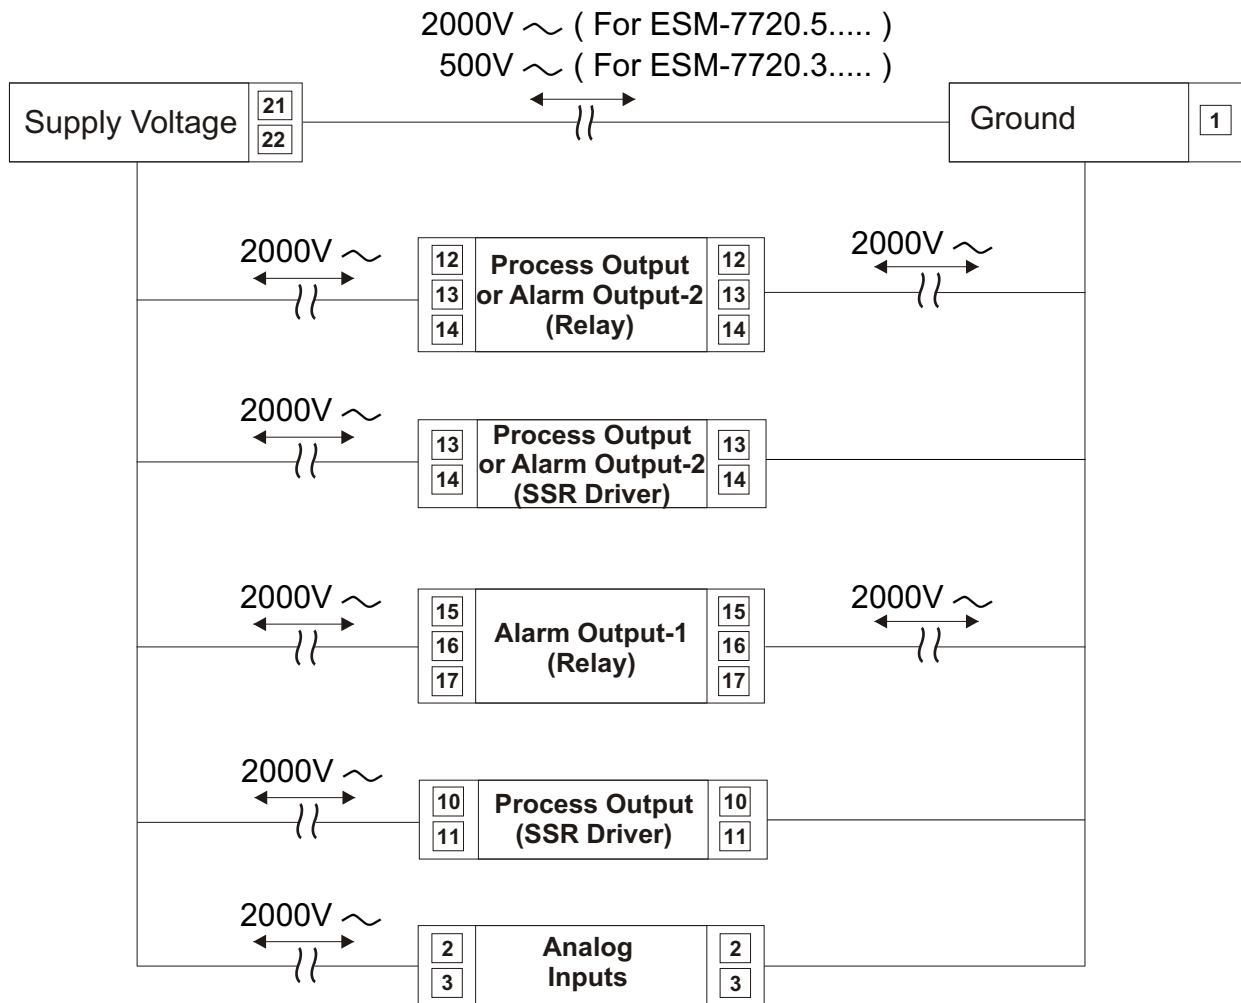 2000V ~ ( For ESM-7720.5..... )
500V ~ ( For ESM-7720.3..... )
Supply Voltage
21
22
Ground
1
2000V ~
12
13
14
Process Output
or Alarm Output-2
(Relay)
12
13
14
2000V ~
2000V ~
13
14
Process Output
or Alarm Output-2
(SSR Driver)
13
14
2000V ~
15
16
17
Alarm Output-1
(Relay)
15
16
17
2000V ~
2000V ~
10
11
Process Output
(SSR Driver)
10
11
2000V ~
2
3
Analog
Inputs
2
3